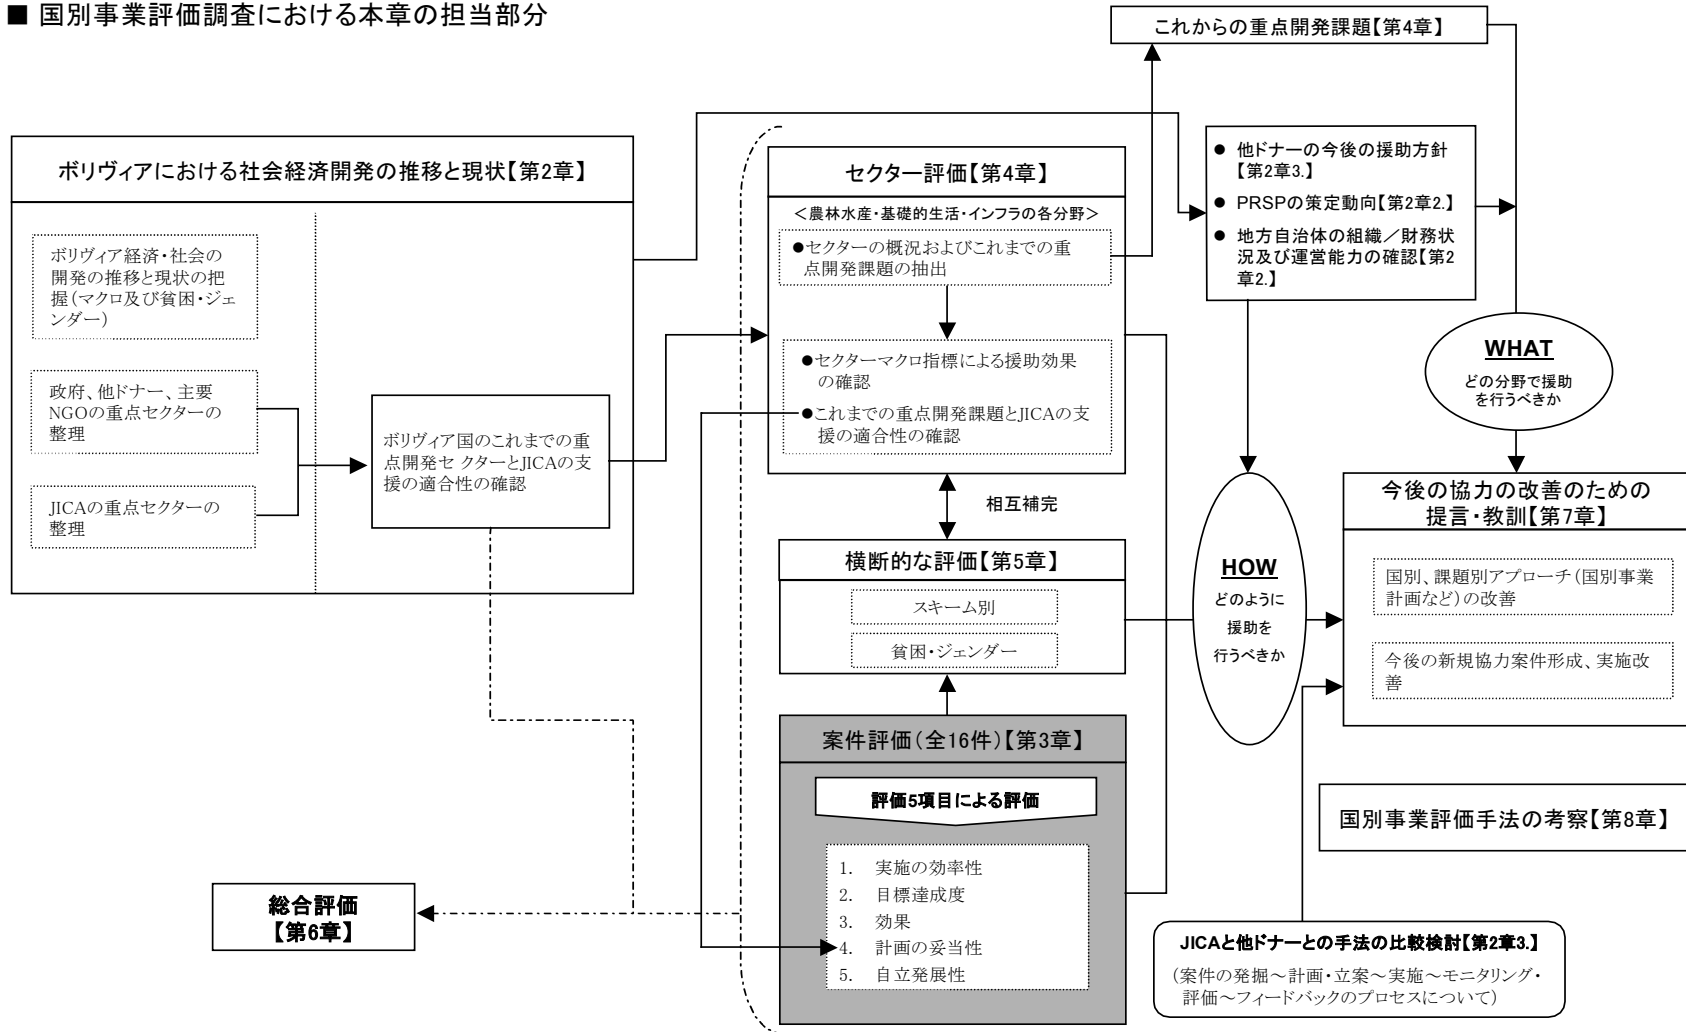 ■ 国別事業評価調査における本章の担当部分
これからの重点開発課題【第4章】
ボリヴィアにおける社会経済開発の推移と現状【第2章】
ボリヴィア経済・社会の
開発の推移と現状の把
握(マクロ及び貧困・ジェ
ンダー)
政府、他ドナー、主要
NGOの重点セクターの
整理
JICAの重点セクターの
整理
ボリヴィア国のこれまでの重
点開発セ クターとJICAの支
援の適合性の確認
セクター評価【第4章】
＜農林水産・基礎的生活・インフラの各分野＞
●セクターの概況およびこれまでの重
点開発課題の抽出
●セクターマクロ指標による援助効果
の確認
●これまでの重点開発課題とJICAの支
援の適合性の確認
相互補完
横断的な評価【第5章】
スキーム別
貧困・ジェンダー
案件評価(全16件)【第3章】
評価5項目による評価
1. 実施の効率性
2. 目標達成度
3. 効果
4. 計画の妥当性
5. 自立発展性
総合評価
【第6章】
● 他ドナーの今後の援助方針
【第2章3.】
● PRSPの策定動向【第2章2.】
● 地方自治体の組織／財務状
況及び運営能力の確認【第2
章2.】
WHAT
どの分野で援助
を行うべきか
HOW
どのように
援助を
行うべきか
今後の協力の改善のための
提言・教訓【第7章】
国別、課題別アプローチ(国別事業
計画など)の改善
今後の新規協力案件形成、実施改
善
国別事業評価手法の考察【第8章】
JICAと他ドナーとの手法の比較検討【第2章3.】
(案件の発掘～計画・立案～実施～モニタリング・
評価～フィードバックのプロセスについて)